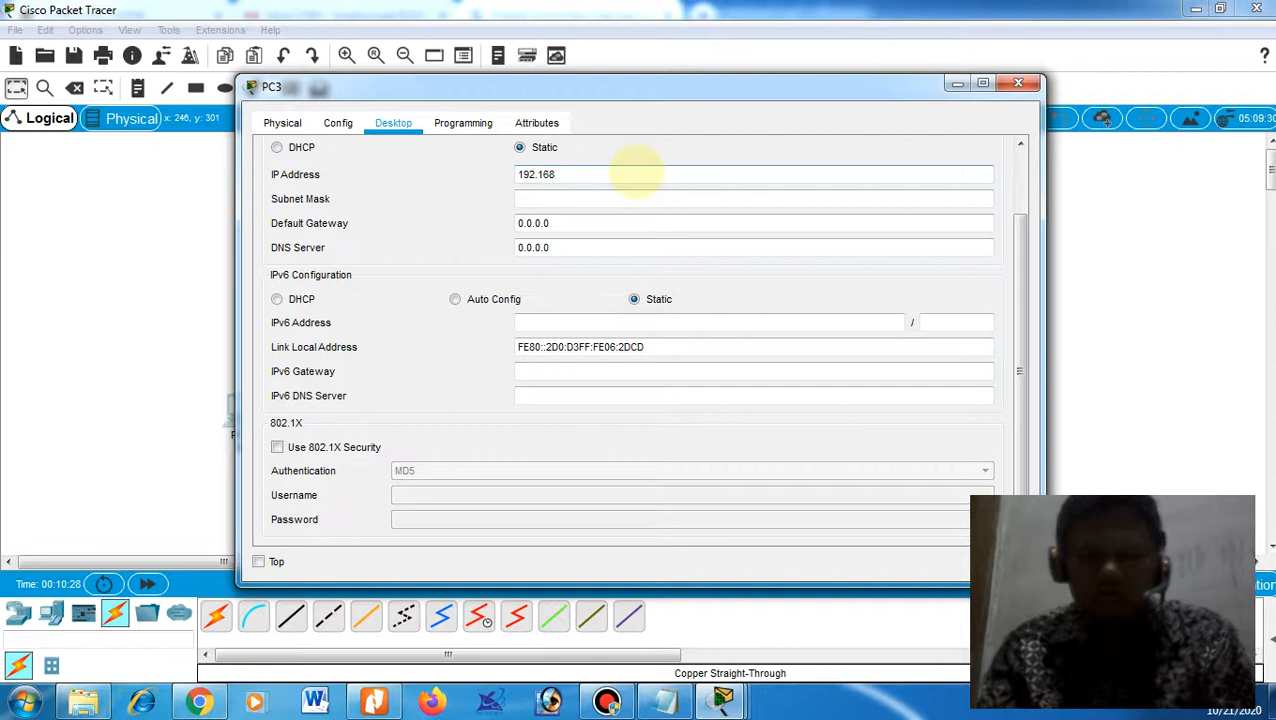 Cisco Packet Tracer
File Edit Options View Tools Extensions Help
?
PC3
Logical Physical x: 246, y: 301 05:09:30
Physical Config Desktop Programming Attributes
DHCP Static
IP Address 192.168
Subnet Mask
Default Gateway 0.0.0.0
DNS Server 0.0.0.0
IPv6 Configuration
DHCP Auto Config Static
IPv6 Address /
Link Local Address FE80::2D0:D3FF:FE06:2DCD
IPv6 Gateway
IPv6 DNS Server
802.1X
Use 802.1X Security
Authentication MD5
Username
Password
Top
Time: 00:10:28
Copper Straight-Through
10/21/2020